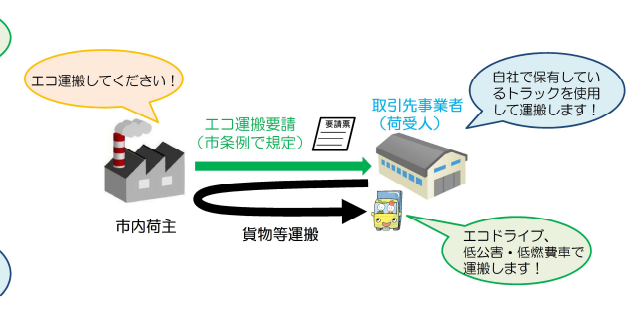 エコ運搬してください！
自社で保有してい
るトラックを使用
して運搬します！
取引先事業者
（荷受人）
エコ運搬要請
（市条例で規定）
要請票
市内荷主
貨物等運搬
エコドライブ、
低公害・低燃費車で
運搬します！